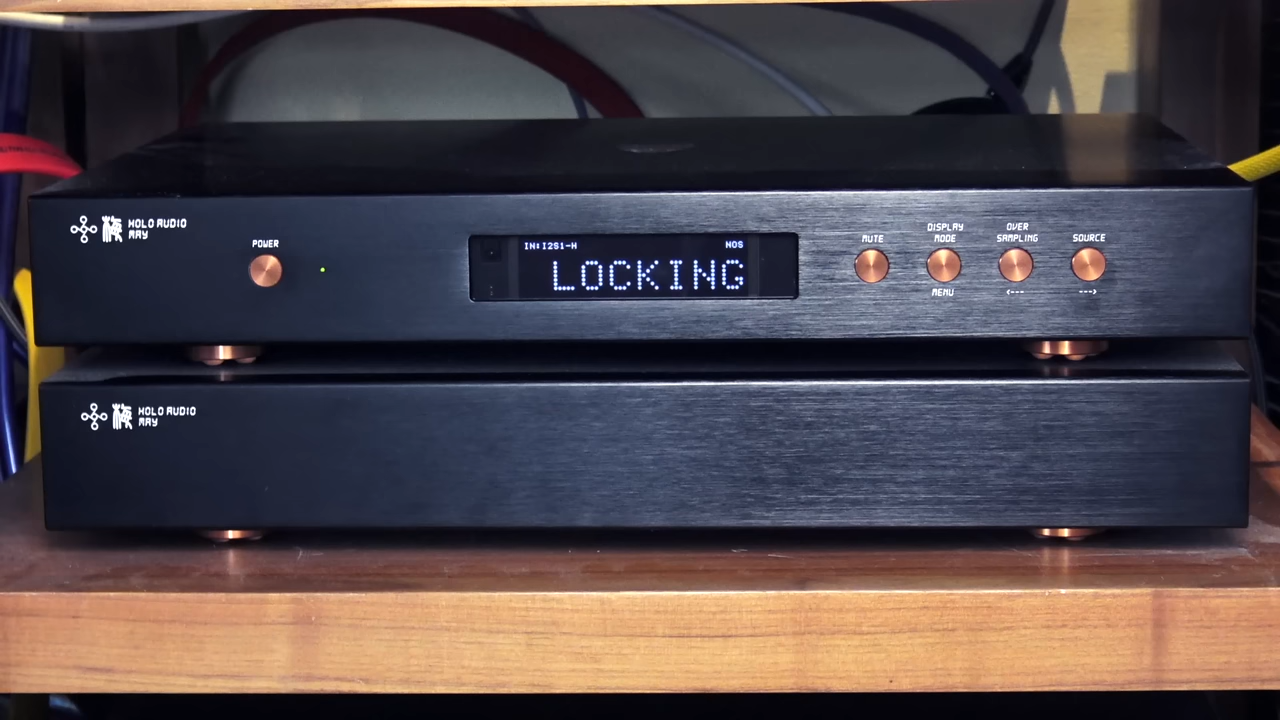 HOLO AUDIO
MAY
POWER
IN:I2S1-H NOS
LOCKING
MUTE
DISPLAY
MODE
MENU
OVER
SAMPLING
<---
SOURCE
--->
HOLO AUDIO
MAY